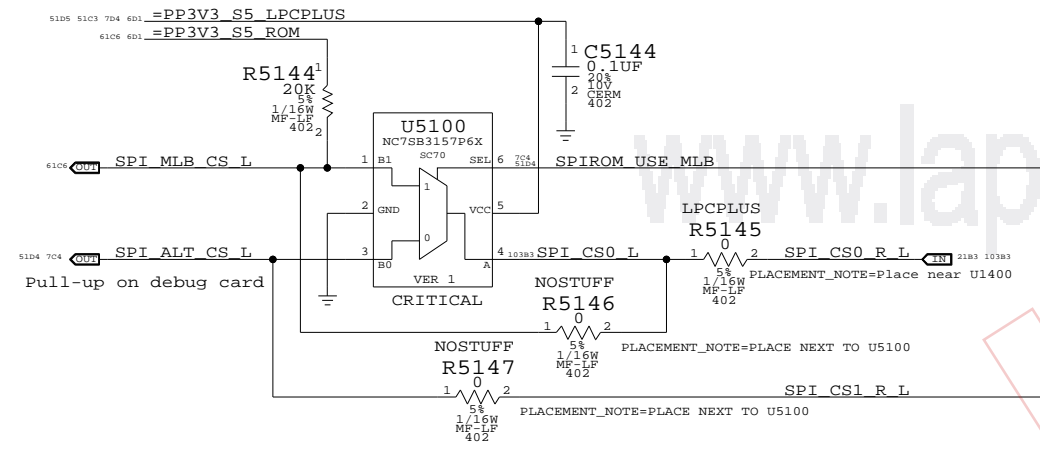 51D5 51C3 7D4 6D1 =PP3V3_S5_LPCPLUS
61C6 6D1 =PP3V3_S5_ROM
R5144 1
20K
5%
1/16W
MF-LF
402 2
1 C5144
0.1UF
20%
10V
2 CERM
402
U5100
NC7SB3157P6X
SC70
61C6 OUT SPI_MLB_CS_L 1 B1 SEL 6 7C4 51D4 SPIROM_USE_MLB
1
2 GND VCC 5
0
51D4 7C4 OUT SPI_ALT_CS_L 3 B0 A 4 103B3 SPI_CS0_L
Pull-up on debug card
VER 1
CRITICAL
LPCPLUS
R5145
0
1 2 SPI_CS0_R_L IN 21B3 103B3
5%
1/16W
MF-LF
402
PLACEMENT_NOTE=Place near U1400
NOSTUFF
R5146
0
1 2
5%
1/16W
MF-LF
402
PLACEMENT_NOTE=PLACE NEXT TO U5100
NOSTUFF
R5147
0
1 2 SPI_CS1_R_L
5%
1/16W
MF-LF
402
PLACEMENT_NOTE=PLACE NEXT TO U5100
www.lap